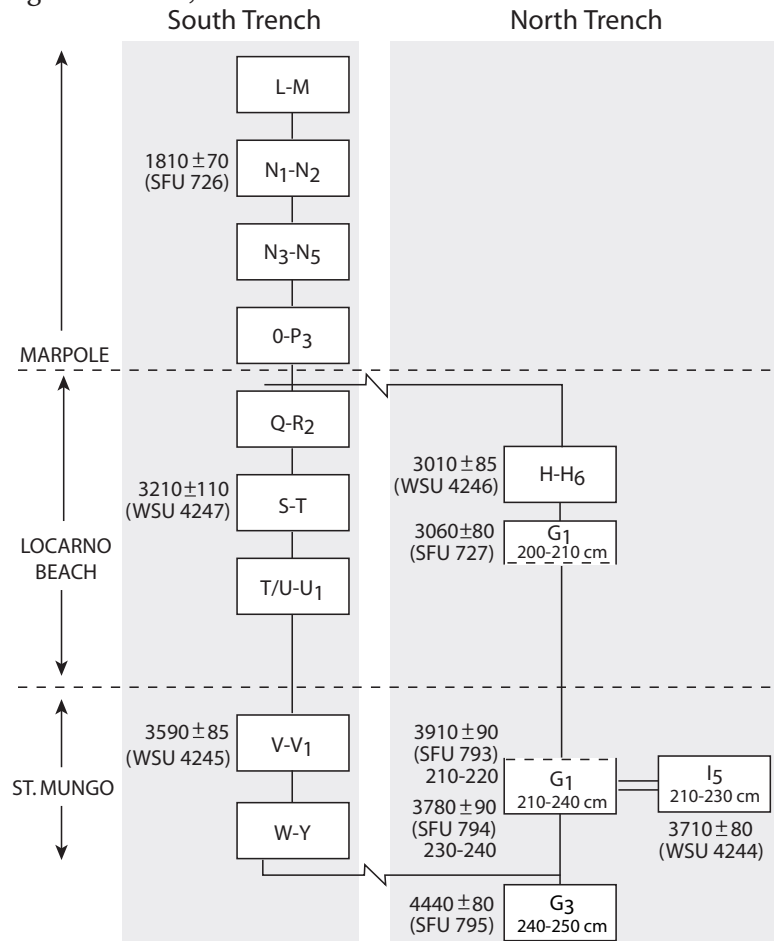 South Trench
North Trench
L-M
1810±70
(SFU 726)
N1-N2
N3-N5
0-P3
MARPOLE
Q-R2
3010±85
(WSU 4246)
H-H6
3210±110
(WSU 4247)
S-T
3060±80
(SFU 727)
G1
200-210 cm
LOCARNO
BEACH
T/U-U1
3590±85
(WSU 4245)
V-V1
3910±90
(SFU 793)
210-220
G1
210-240 cm
I5
210-230 cm
ST. MUNGO
3780±90
(SFU 794)
230-240
3710±80
(WSU 4244)
W-Y
4440±80
(SFU 795)
G3
240-250 cm